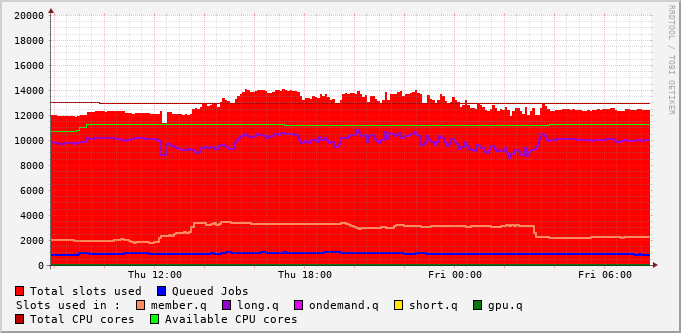 20000
18000
16000
14000
12000
10000
8000
6000
4000
2000
0
Thu 12:00 Thu 18:00 Fri 00:00 Fri 06:00
RRDTOOL / TOBI OETIKER
Total slots used Queued Jobs
Slots used in : member.q long.q ondemand.q short.q gpu.q
Total CPU cores Available CPU cores